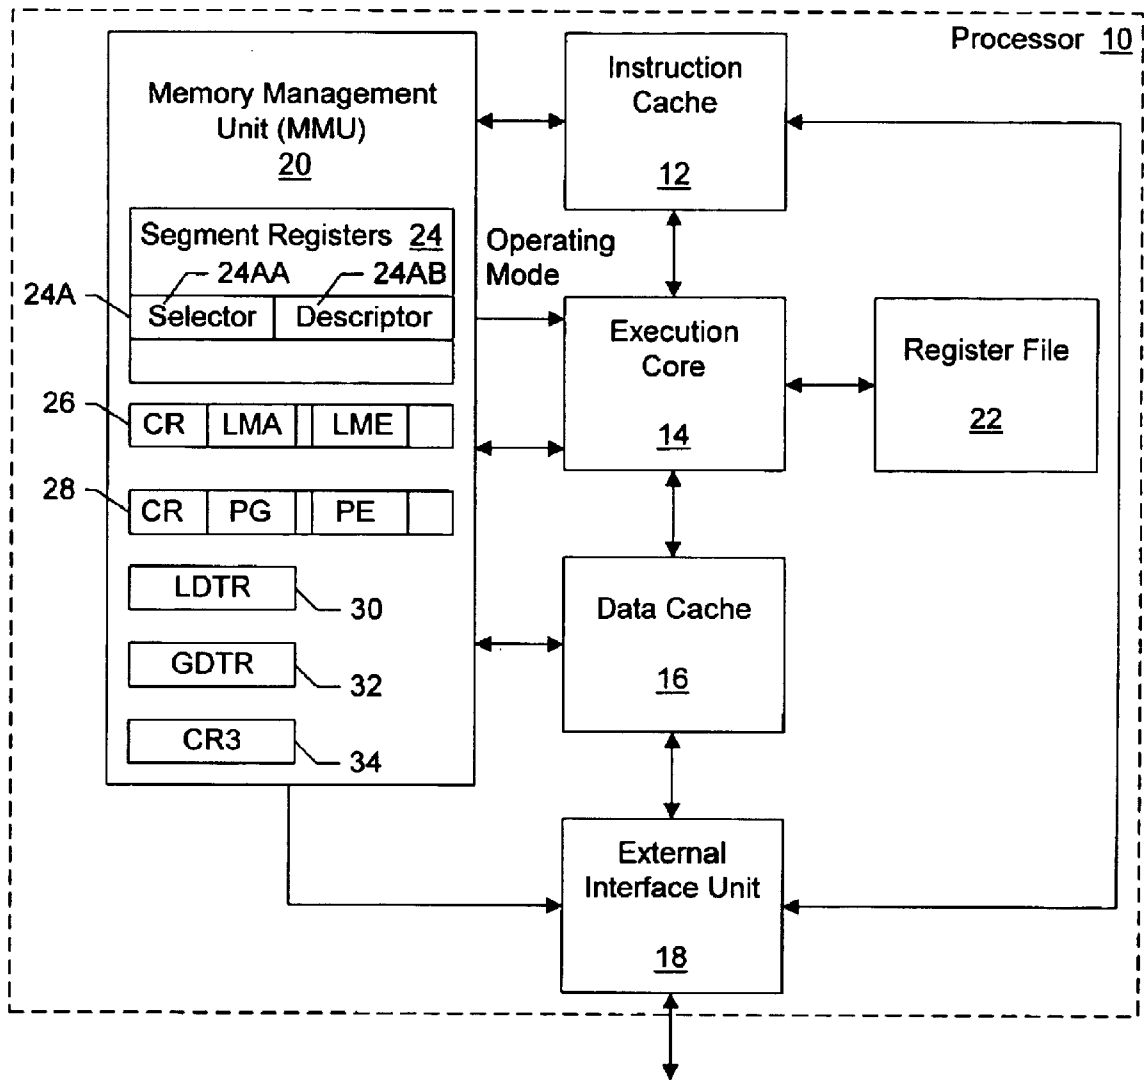 Processor 10
Memory Management
Unit (MMU)
20
Segment Registers 24
24AA
24AB
24A
Selector
Descriptor
26
CR
LMA
LME
28
CR
PG
PE
LDTR
30
GDTR
32
CR3
34
Operating
Mode
Instruction
Cache
12
Execution
Core
14
Register File
22
Data Cache
16
External
Interface Unit
18